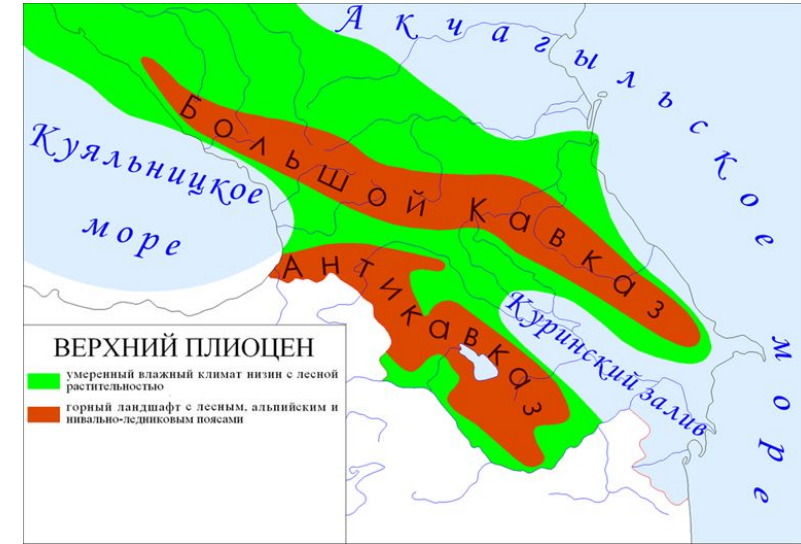 Акчагыльское море
Куяльницкое
море
Большой Кавказ
Антикавказ
Куринский залив
ВЕРХНИЙ ПЛИОЦЕН
умеренный влажный климат низин с лесной
растительностью
горный ландшафт с лесным, альпийским и
нивально-ледниковым поясами